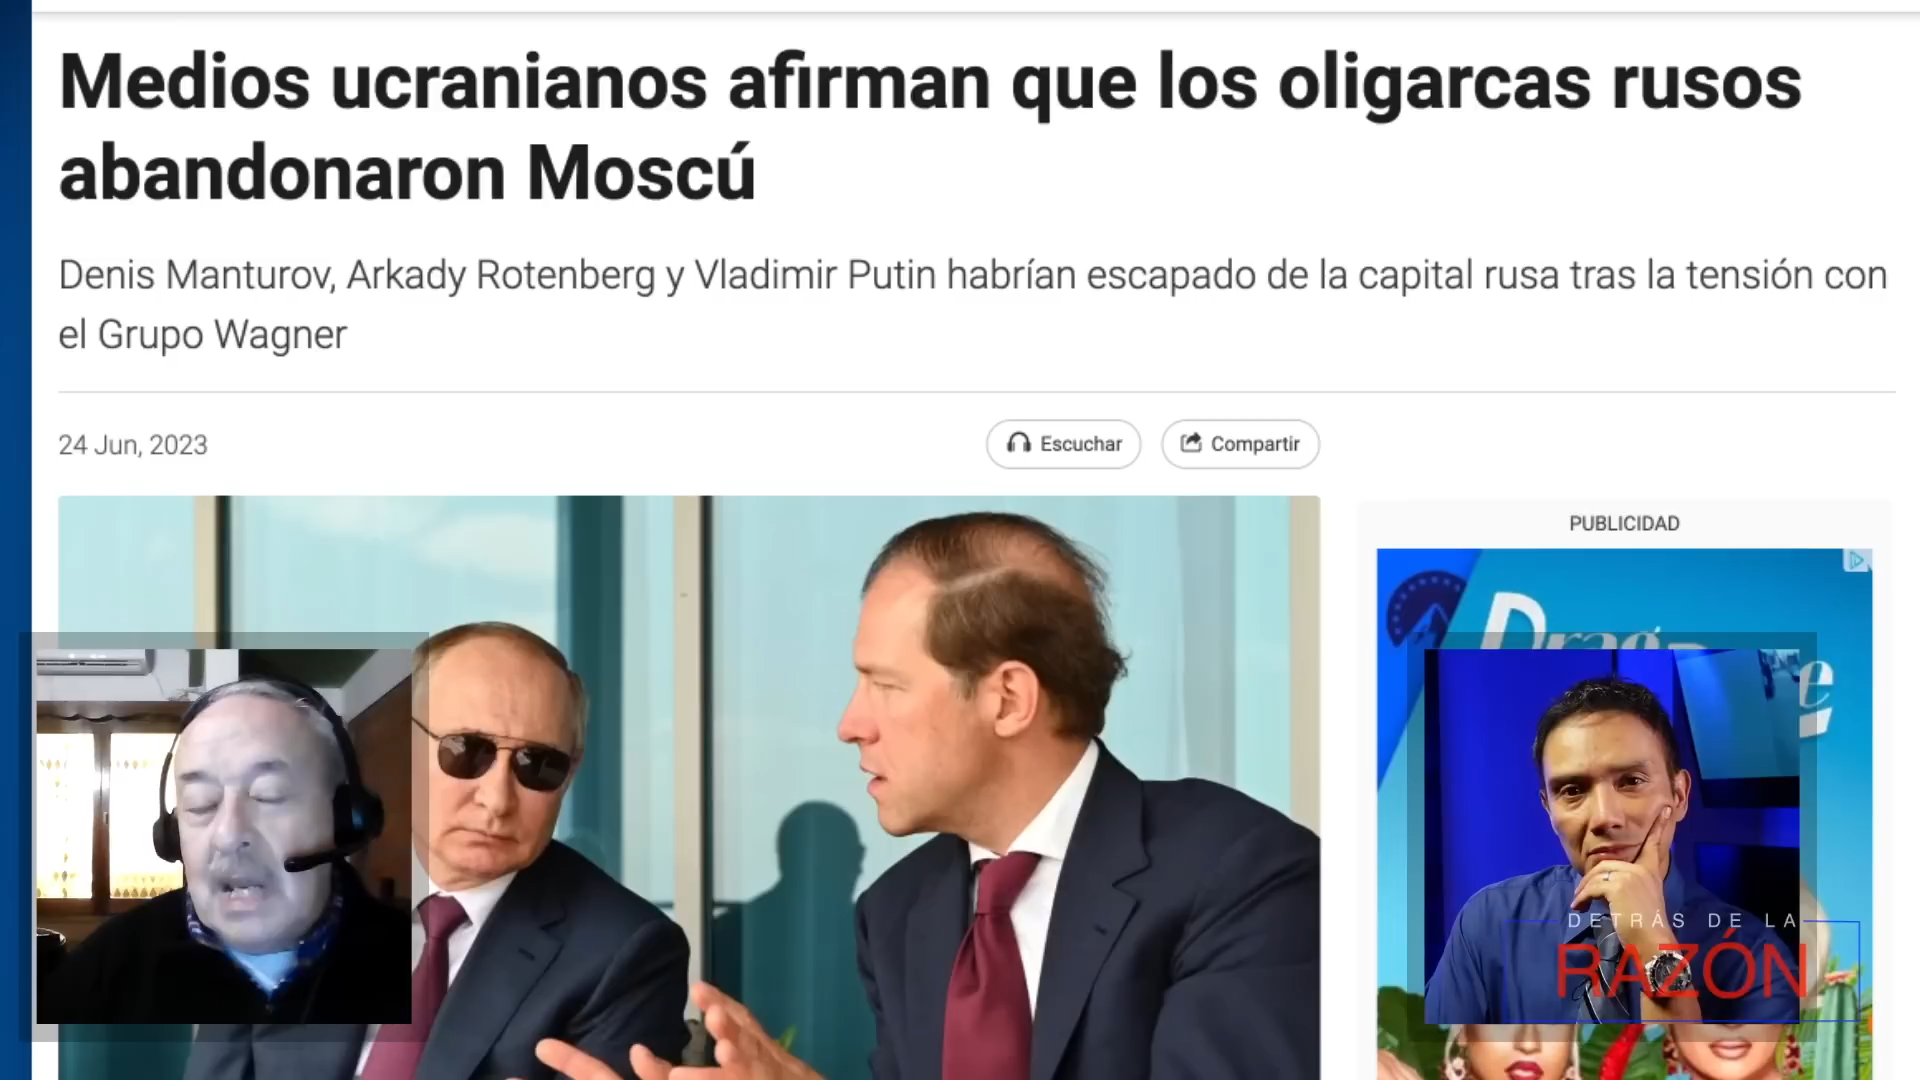 Medios ucranianos afirman que los oligarcas rusos
abandonaron Moscú
Denis Manturov, Arkady Rotenberg y Vladimir Putin habrían escapado de la capital rusa tras la tensión con
el Grupo Wagner
24 Jun, 2023
Escuchar
Compartir
PUBLICIDAD
DETRÁS DE LA
RAZÓN